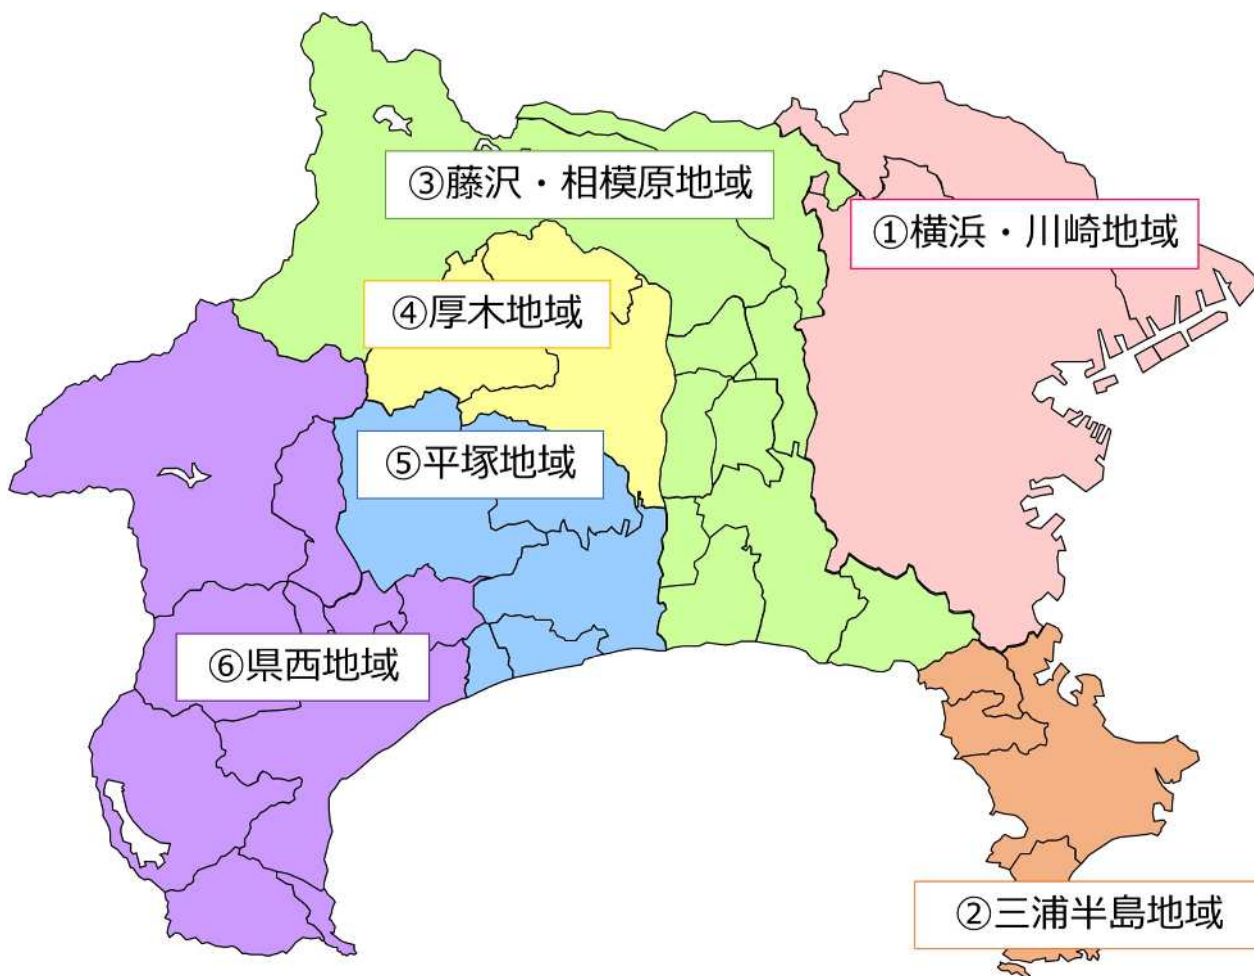 ①横浜・川崎地域
②三浦半島地域
③藤沢・相模原地域
④厚木地域
⑤平塚地域
⑥県西地域